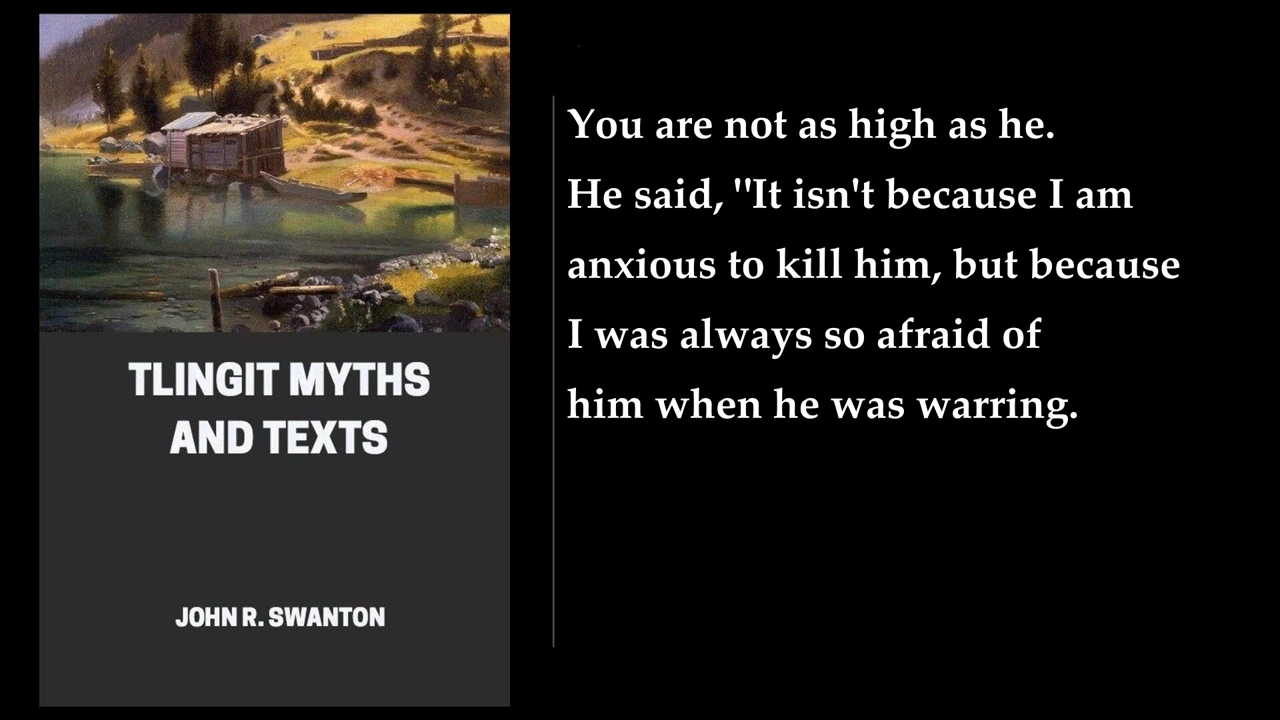 TLINGIT MYTHS
AND TEXTS
JOHN R. SWANTON
You are not as high as he.
He said, "It isn't because I am
anxious to kill him, but because
I was always so afraid of
him when he was warring.